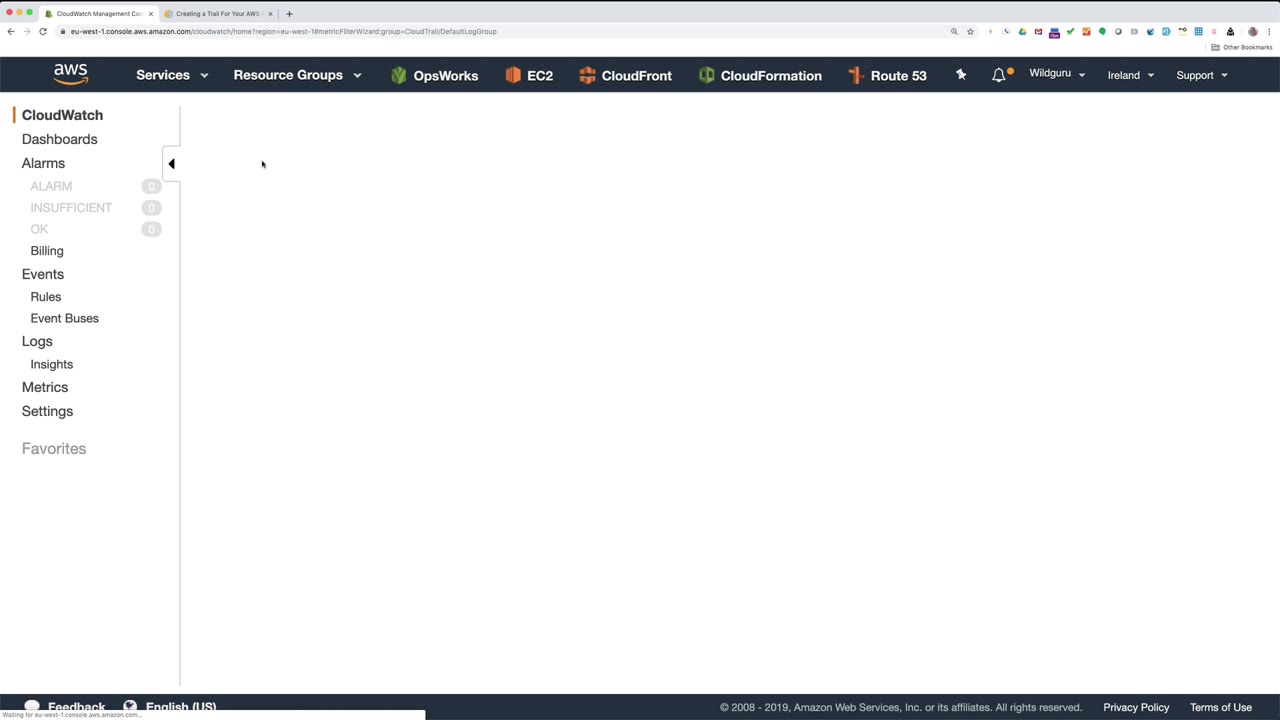 CloudWatch Management Con
Creating a Trail For Your AWS
eu-west-1.console.aws.amazon.com/cloudwatch/home?region=eu-west-1#metricFilterWizard:group=CloudTrail/DefaultLogGroup
Other Bookmarks
aws
Services
Resource Groups
OpsWorks
EC2
CloudFront
CloudFormation
Route 53
Wildguru
Ireland
Support
CloudWatch
Dashboards
Alarms
ALARM 0
INSUFFICIENT 0
OK 0
Billing
Events
Rules
Event Buses
Logs
Insights
Metrics
Settings
Favorites
Feedback
English (US)
© 2008 - 2019, Amazon Web Services, Inc. or its affiliates. All rights reserved.
Privacy Policy
Terms of Use
Waiting for eu-west-1.console.aws.amazon.com...